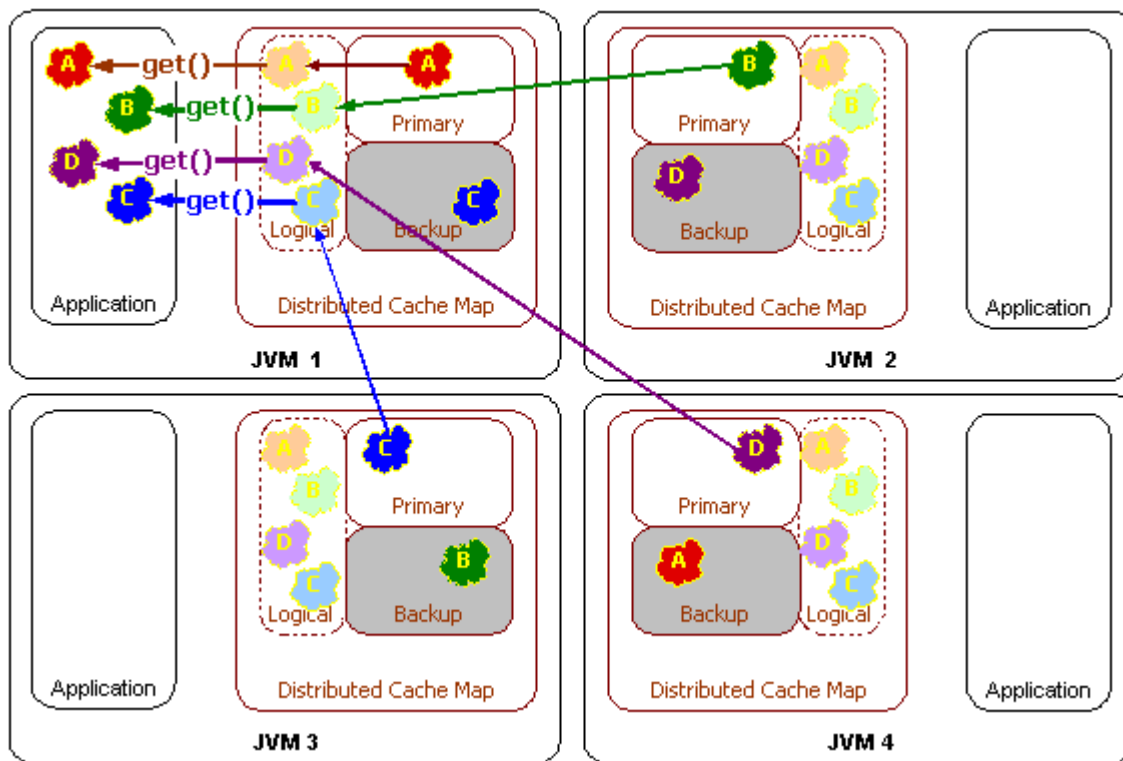 A get() A A
B get() B
Primary
D get() D
C get() C C
Logical Backup
Application
Distributed Cache Map
JVM 1
B A
B
Primary
D D
C
Backup Logical
Distributed Cache Map
Application
JVM 2
A C
B
Primary
D B
C
Logical Backup
Application
Distributed Cache Map
JVM 3
D A
B
Primary
A D
C
Backup Logical
Distributed Cache Map
Application
JVM 4